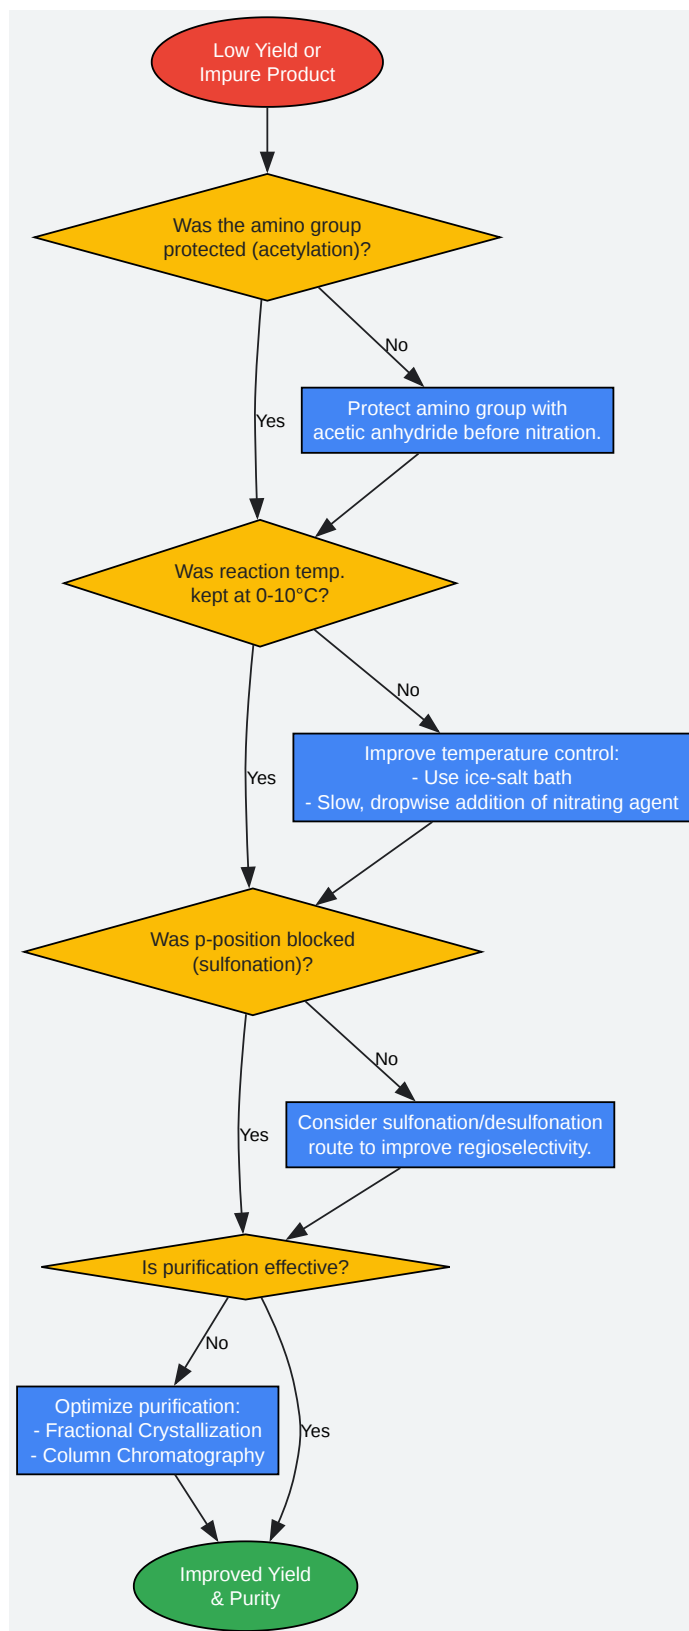 Low Yield or
Impure Product
Was the amino group
protected (acetylation)?
No
Protect amino group with
acetic anhydride before nitration.
Yes
Was reaction temp.
kept at 0-10°C?
No
Improve temperature control:
- Use ice-salt bath
- Slow, dropwise addition of nitrating agent
Yes
Was p-position blocked
(sulfonation)?
No
Consider sulfonation/desulfonation
route to improve regioselectivity.
Yes
Is purification effective?
No
Optimize purification:
- Fractional Crystallization
- Column Chromatography
Yes
Improved Yield
& Purity